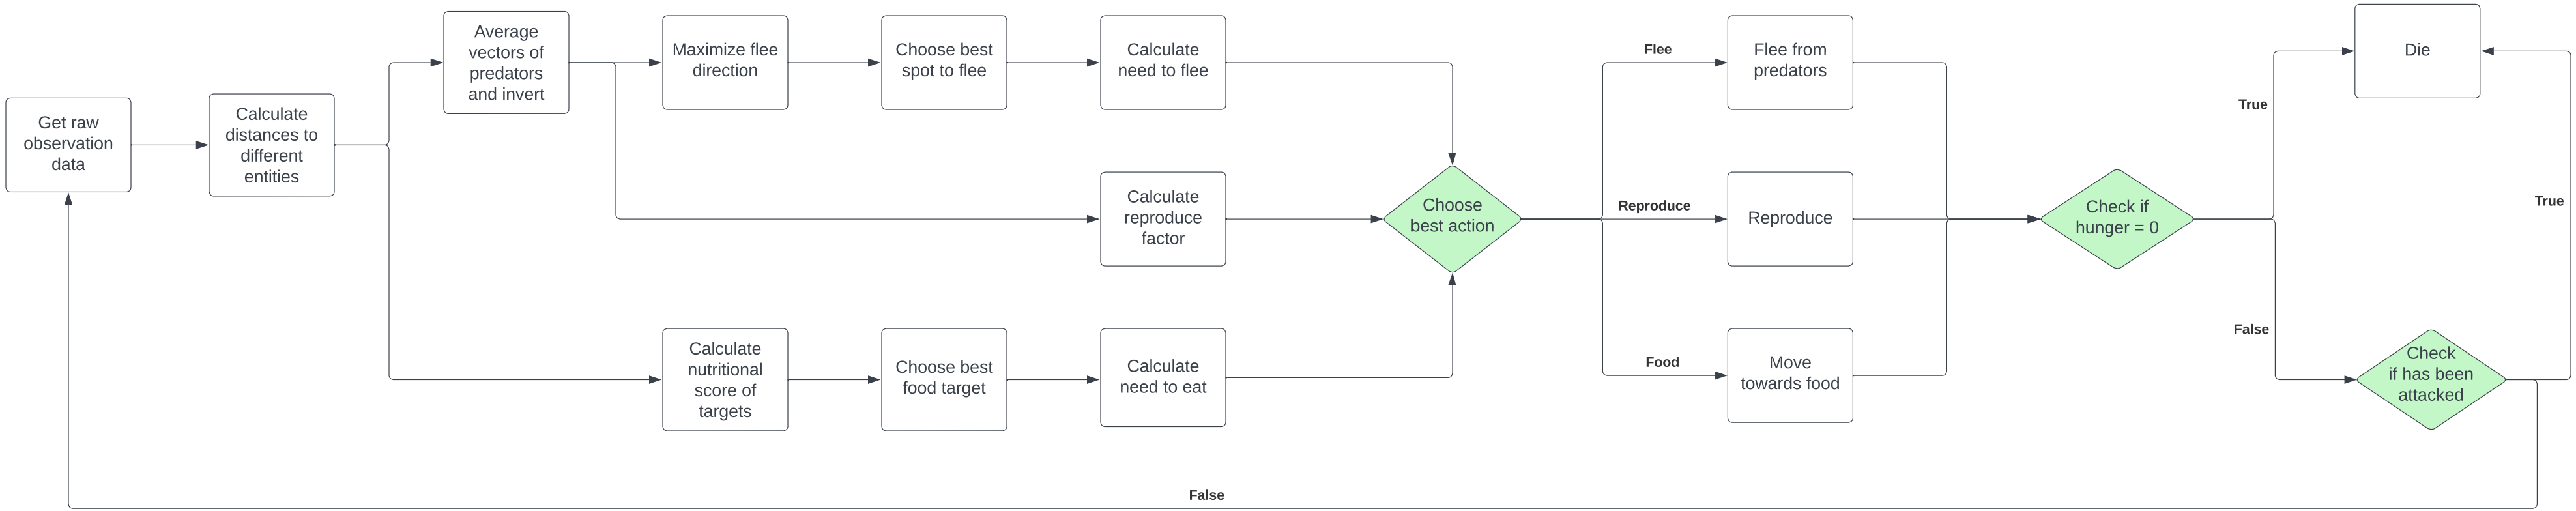 Get raw
observation
data
Calculate
distances to
different
entities
Average
vectors of
predators
and invert
Maximize flee
direction
Choose best
spot to flee
Calculate
need to flee
Calculate
reproduce
factor
Calculate
nutritional
score of
targets
Choose best
food target
Calculate
need to eat
Choose
best action
Flee
Reproduce
Food
Flee from
predators
Reproduce
Move
towards food
Check if
hunger = 0
True
False
Die
Check
if has been
attacked
True
False